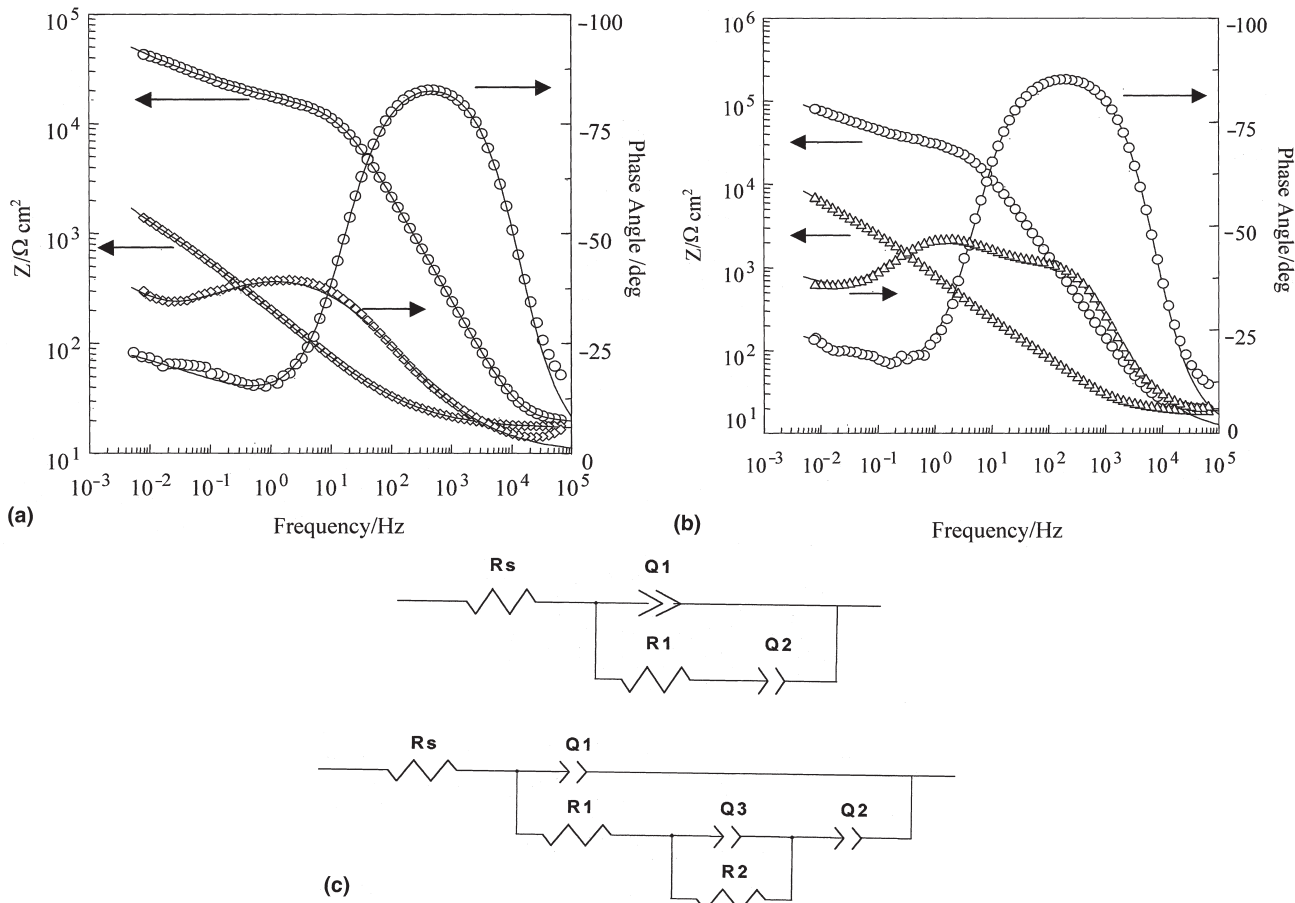 10^5
10^4
10^3
10^2
10^1
Z/Ω cm^2
-100
-75
-50
-25
0
Phase Angle /deg
10^-3 10^-2 10^-1 10^0 10^1 10^2 10^3 10^4 10^5
Frequency/Hz
(a)
10^6
10^5
10^4
10^3
10^2
10^1
Z/Ω cm^2
-100
-75
-50
-25
0
Phase Angle/deg
10^-3 10^-2 10^-1 10^0 10^1 10^2 10^3 10^4 10^5
Frequency/Hz
(b)
Rs Q1
R1 Q2
Rs Q1
R1 Q3 Q2
R2
(c)